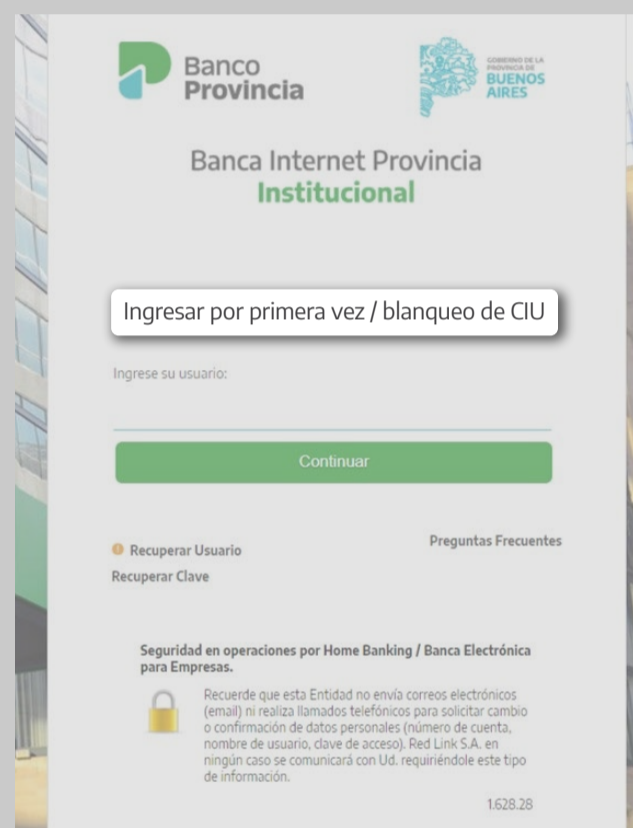 Banco
Provincia
GOBIERNO DE LA
PROVINCIA DE
BUENOS
AIRES
Banca Internet Provincia
Institucional
Ingresar por primera vez / blanqueo de CIU
Ingrese su usuario:
Continuar
Recuperar Usuario
Preguntas Frecuentes
Recuperar Clave
Seguridad en operaciones por Home Banking / Banca Electrónica
para Empresas.
Recuerde que esta Entidad no envía correos electrónicos
(email) ni realiza llamados telefónicos para solicitar cambio
o confirmación de datos personales (número de cuenta,
nombre de usuario, clave de acceso). Red Link S.A. en
ningún caso se comunicará con Ud. requiriéndole este tipo
de información.
1.628.28